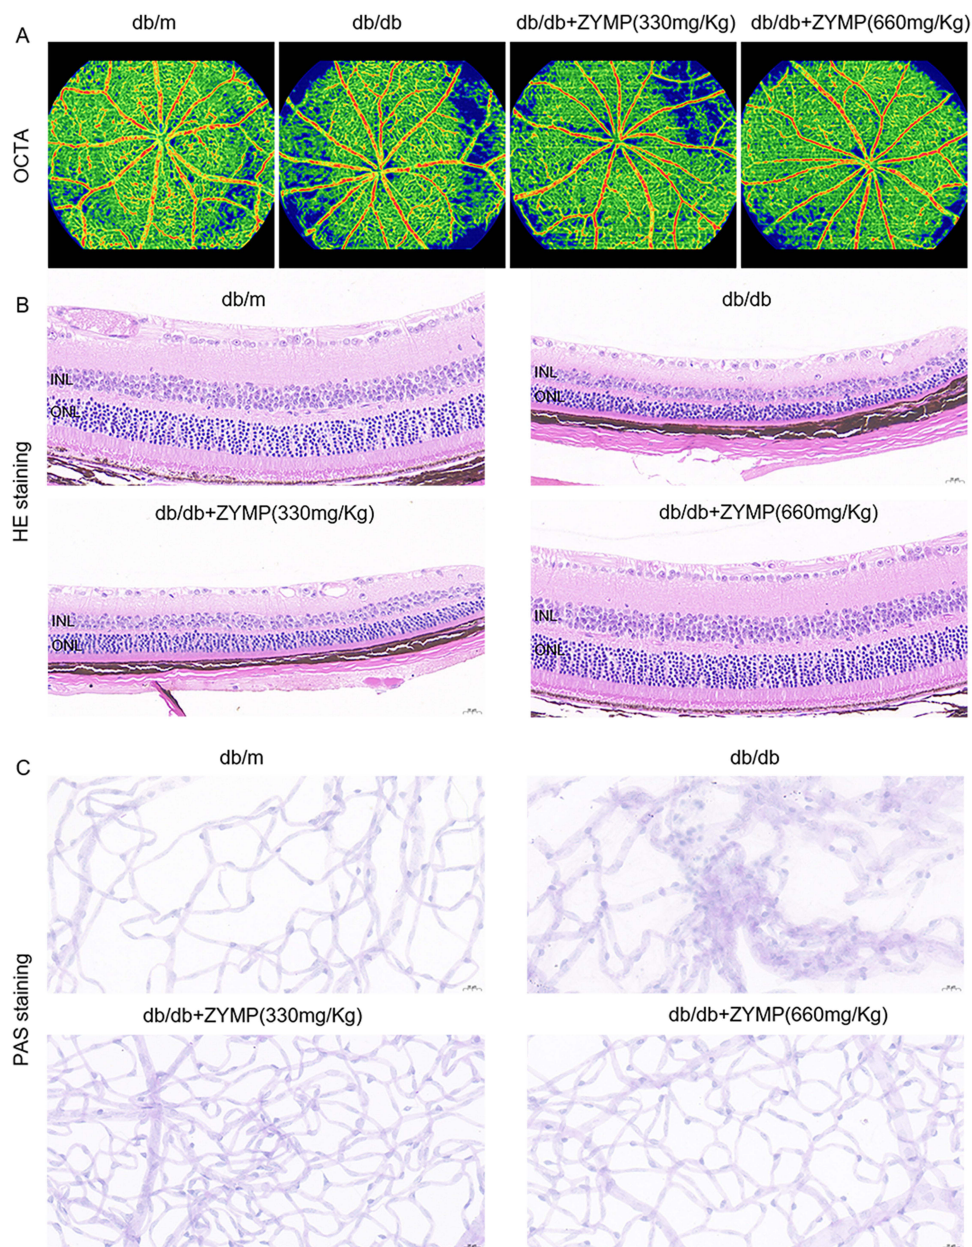 A
db/m
db/db
db/db+ZYMP(330mg/Kg)
db/db+ZYMP(660mg/Kg)
OCTA
B
db/m
db/db
INL
ONL
INL
ONL
HE staining
db/db+ZYMP(330mg/Kg)
db/db+ZYMP(660mg/Kg)
INL
ONL
INL
ONL
C
db/m
db/db
PAS staining
db/db+ZYMP(330mg/Kg)
db/db+ZYMP(660mg/Kg)